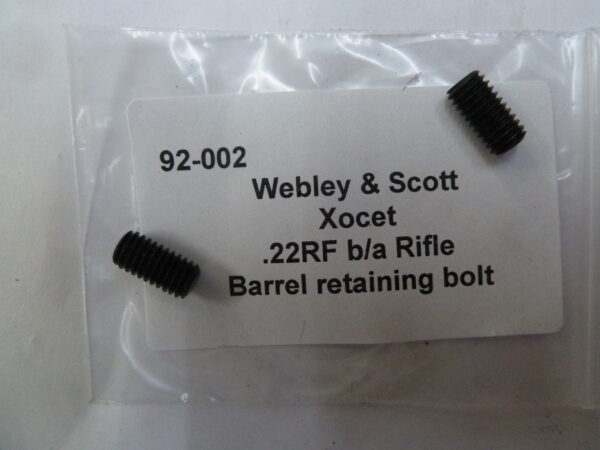 92-002
Webley & Scott
Xocet
.22RF b/a Rifle
Barrel retaining bolt